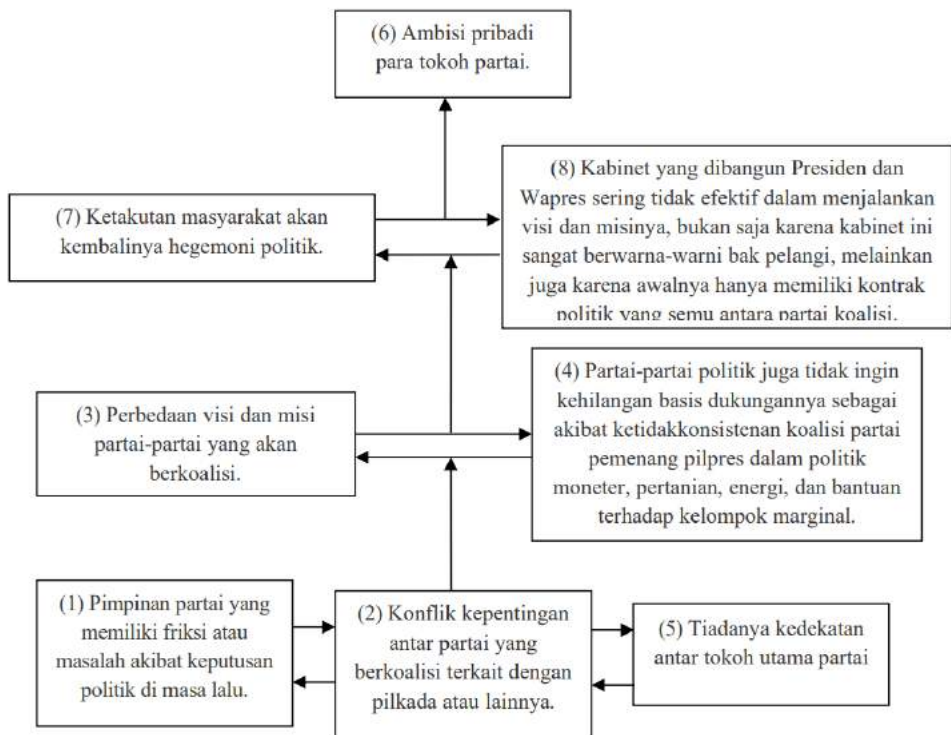 (6) Ambisi pribadi
para tokoh partai.
(8) Kabinet yang dibangun Presiden dan
Wapres sering tidak efektif dalam menjalankan
visi dan misinya, bukan saja karena kabinet ini
sangat berwarna-warni bak pelangi, melainkan
juga karena awalnya hanya memiliki kontrak
politik yang semu antara partai koalisi.
(7) Ketakutan masyarakat akan
kembalinya hegemoni politik.
(4) Partai-partai politik juga tidak ingin
kehilangan basis dukungannya sebagai
akibat ketidakkonsistenan koalisi partai
pemenang pilpres dalam politik
moneter, pertanian, energi, dan bantuan
terhadap kelompok marginal.
(3) Perbedaan visi dan misi
partai-partai yang akan
berkoalisi.
(1) Pimpinan partai yang
memiliki friksi atau
masalah akibat keputusan
politik di masa lalu.
(2) Konflik kepentingan
antar partai yang
berkoalisi terkait dengan
pilkada atau lainnya.
(5) Tiadanya kedekatan
antar tokoh utama partai